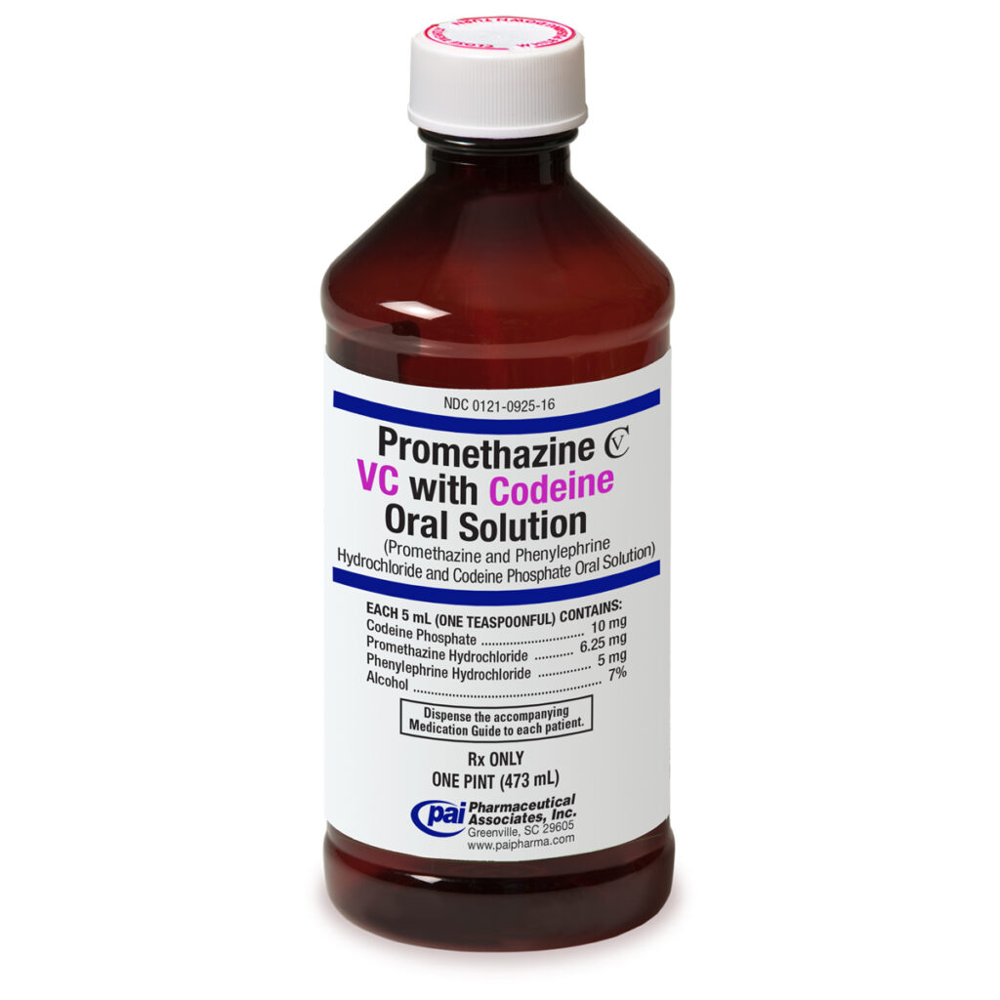 NDC 0121-0925-16
Promethazine CV
VC with Codeine
Oral Solution
(Promethazine and Phenylephrine
Hydrochloride and Codeine Phosphate Oral Solution)
EACH 5 mL (ONE TEASPOONFUL) CONTAINS:
Codeine Phosphate .......................... 10 mg
Promethazine Hydrochloride .......... 6.25 mg
Phenylephrine Hydrochloride .............. 5 mg
Alcohol ................................................ 7%
Dispense the accompanying
Medication Guide to each patient.
Rx ONLY
ONE PINT (473 mL)
pai Pharmaceutical
Associates, Inc.
Greenville, SC 29605
www.paipharma.com